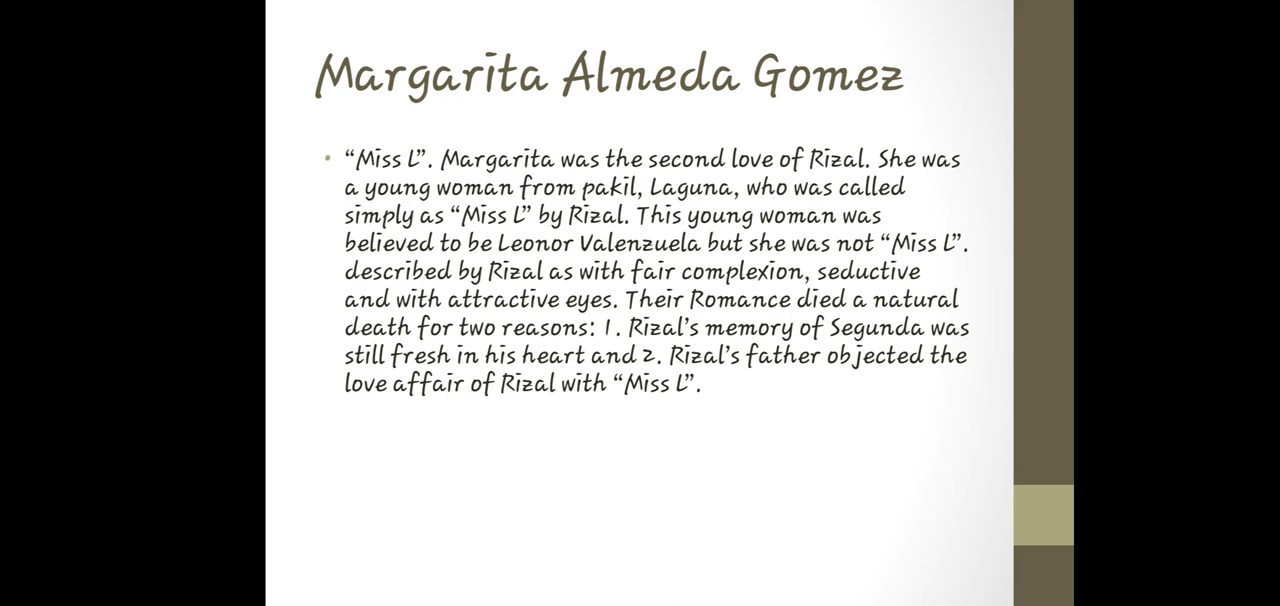 Margarita Almeda Gomez
• “Miss L”. Margarita was the second love of Rizal. She was
a young woman from pakil, Laguna, who was called
simply as “Miss L” by Rizal. This young woman was
believed to be Leonor Valenzuela but she was not “Miss L”.
described by Rizal as with fair complexion, seductive
and with attractive eyes. Their Romance died a natural
death for two reasons: 1. Rizal’s memory of Segunda was
still fresh in his heart and 2. Rizal’s father objected the
love affair of Rizal with “Miss L”.